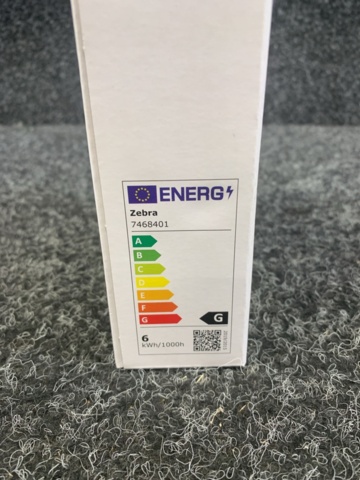 ENERG
Zebra
7468401
A
B
C
D
E
F
G
G
6
kWh/1000h